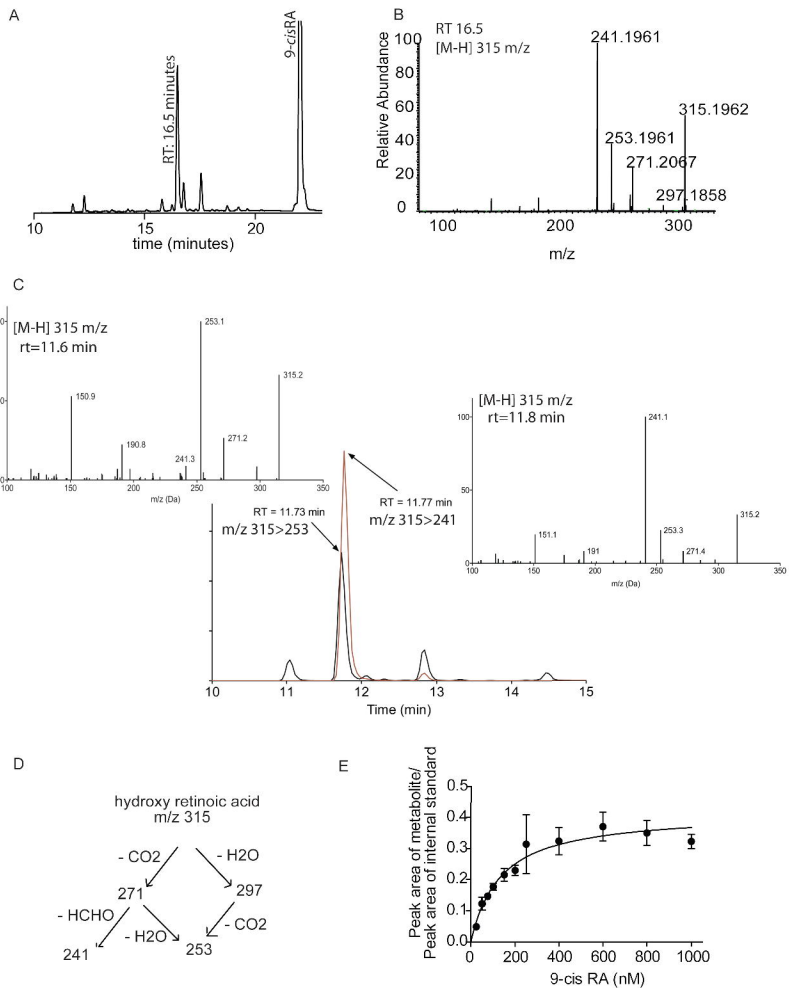 A
9-cisRA
RT: 16.5 minutes
10
15
20
time (minutes)
B
RT 16.5
[M-H] 315 m/z
Relative Abundance
100
80
60
40
20
0
241.1961
315.1962
253.1961
271.2067
297.1858
100
200
300
m/z
C
[M-H] 315 m/z
rt=11.6 min
0
0
253.1
315.2
150.9
190.8
241.3
271.2
100
150
200
250
300
350
m/z (Da)
[M-H] 315 m/z
rt=11.8 min
100
50
0
241.1
315.2
151.1
191
253.3
271.4
100
150
200
250
300
350
m/z (Da)
RT = 11.73 min
m/z 315>253
RT = 11.77 min
m/z 315>241
10
11
12
13
14
15
Time (min)
D
hydroxy retinoic acid
m/z 315
- CO2
- H2O
271
297
- HCHO
- H2O
- CO2
241
253
E
Peak area of metabolite/
Peak area of internal standard
0.5
0.4
0.3
0.2
0.1
0.0
0
200
400
600
800
1000
9-cis RA (nM)